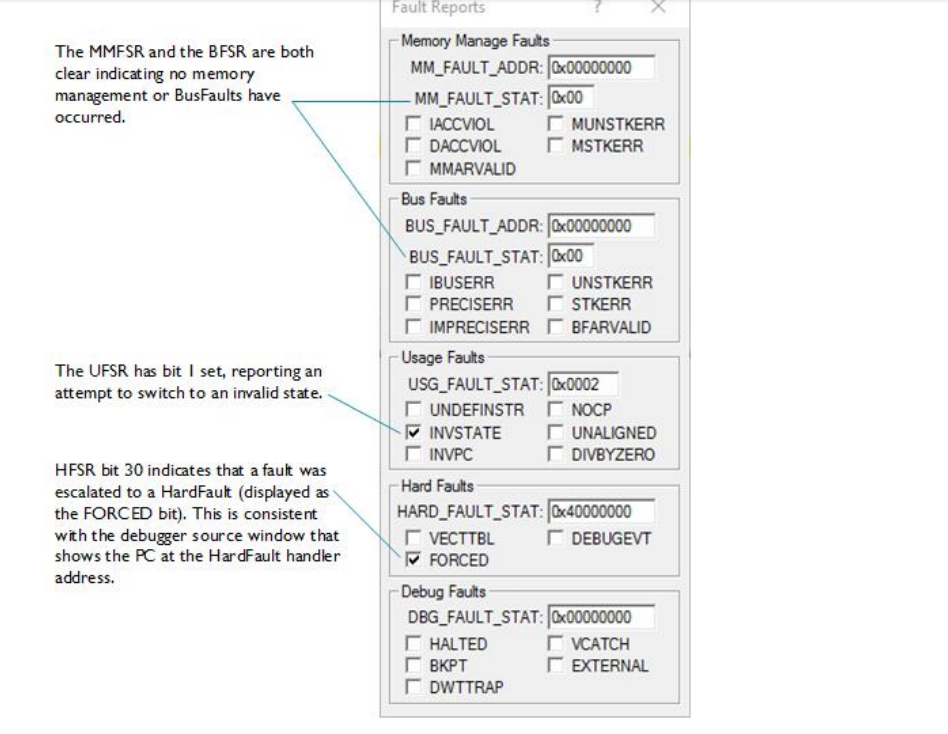 Fault Reports ? ×
The MMFSR and the BFSR are both
clear indicating no memory
management or BusFaults have
occurred.
Memory Manage Faults
MM_FAULT_ADDR: 0x00000000
MM_FAULT_STAT: 0x00
IACCVIOL MUNSTKERR
DACCVIOL MSTKERR
MMARVALID
Bus Faults
BUS_FAULT_ADDR: 0x00000000
BUS_FAULT_STAT: 0x00
IBUSERR UNSTKERR
PRECISERR STKERR
IMPRECISERR BFARVALID
The UFSR has bit 1 set, reporting an
attempt to switch to an invalid state.
Usage Faults
USG_FAULT_STAT: 0x0002
UNDEFINSTR NOCP
INVSTATE UNALIGNED
INVPC DIVBYZERO
HFSR bit 30 indicates that a fault was
escalated to a HardFault (displayed as
the FORCED bit). This is consistent
with the debugger source window that
shows the PC at the HardFault handler
address.
Hard Faults
HARD_FAULT_STAT: 0x40000000
VECTTBL DEBUGEVT
FORCED
Debug Faults
DBG_FAULT_STAT: 0x00000000
HALTED VCATCH
BKPT EXTERNAL
DWTTRAP